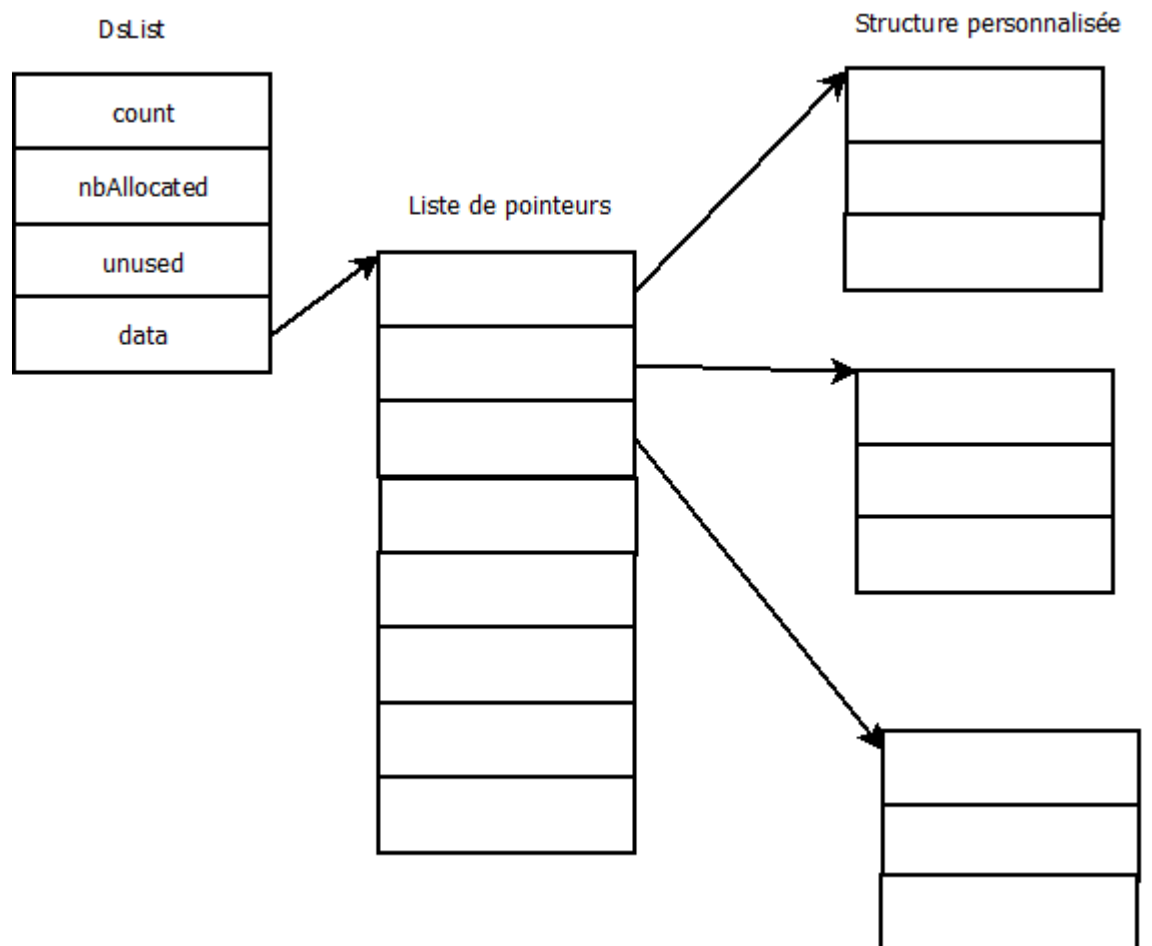 DsList
Structure personnalisée
count
nbAllocated
unused
data
Liste de pointeurs